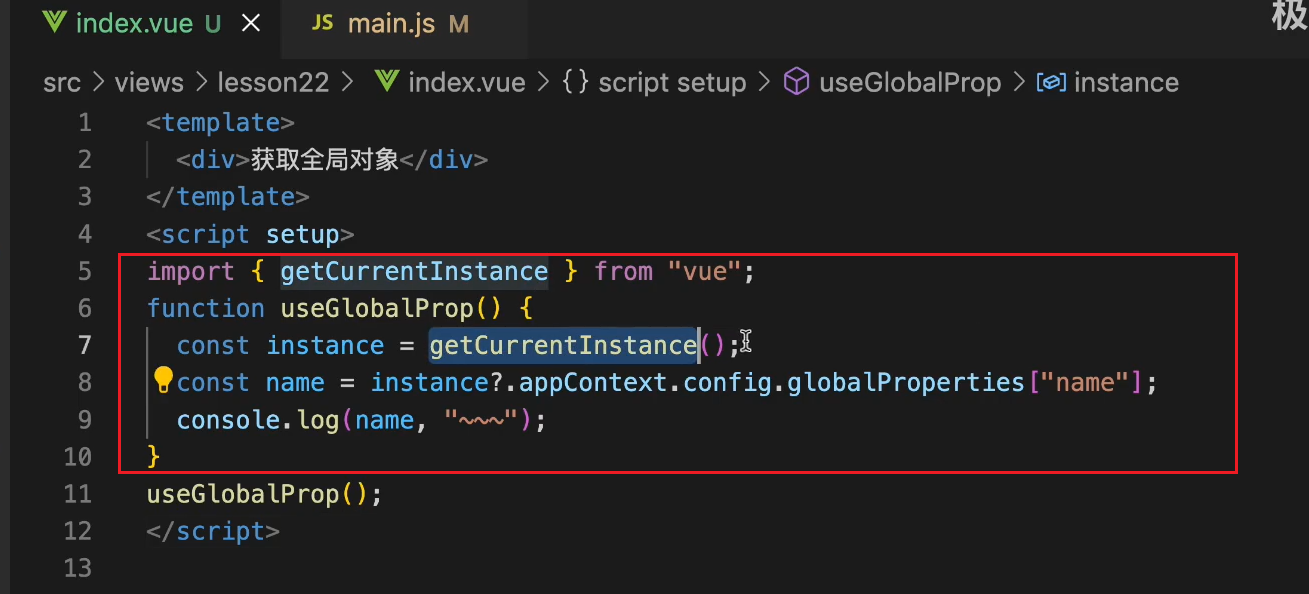 index.vue U × JS main.js M
极
src > views > lesson22 > index.vue > {} script setup > useGlobalProp > instance
1 <template>
2 <div>获取全局对象</div>
3 </template>
4 <script setup>
5 import { getCurrentInstance } from "vue";
6 function useGlobalProp() {
7 const instance = getCurrentInstance();
8 const name = instance?.appContext.config.globalProperties["name"];
9 console.log(name, "~~~");
10 }
11 useGlobalProp();
12 </script>
13